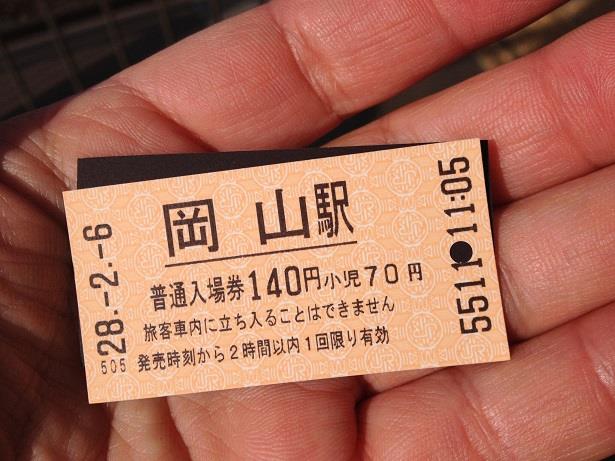 岡山駅
普通入場券140円小児70円
旅客車内に立ち入ることはできません
発売時刻から2時間以内1回限り有効
28.-2.-6
505
5511 11:05